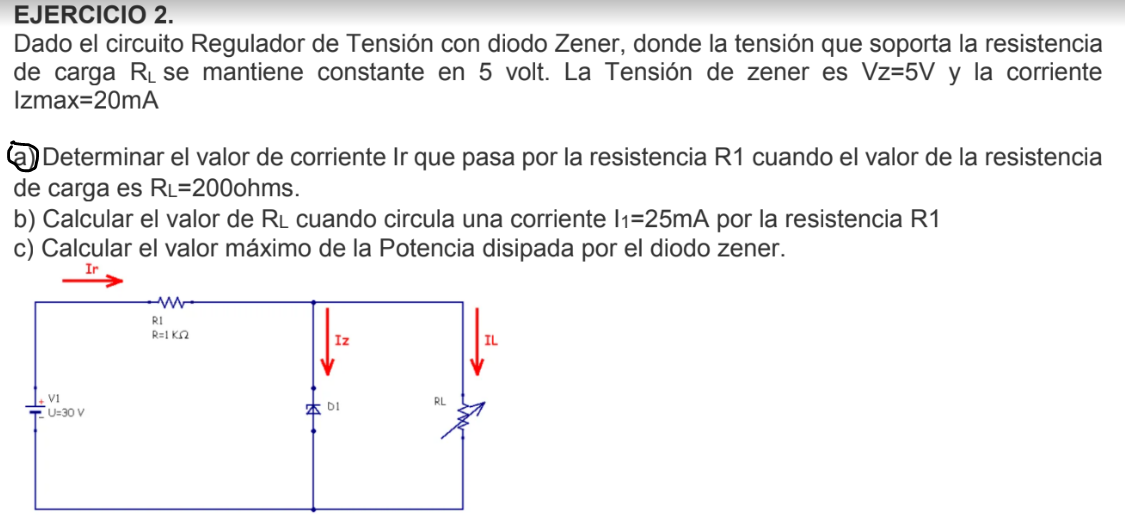 EJERCICIO 2.
Dado el circuito Regulador de Tensión con diodo Zener, donde la tensión que soporta la resistencia
de carga RL se mantiene constante en 5 volt. La Tensión de zener es Vz=5V y la corriente
Izmax=20mA
a) Determinar el valor de corriente Ir que pasa por la resistencia R1 cuando el valor de la resistencia
de carga es RL=200ohms.
b) Calcular el valor de RL cuando circula una corriente I1=25mA por la resistencia R1
c) Calcular el valor máximo de la Potencia disipada por el diodo zener.
Ir
R1
R=1 KΩ
Iz
IL
+ V1
- U=30 V
D1
RL